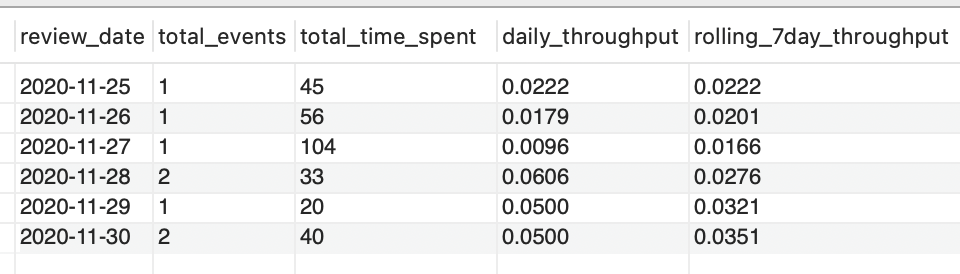 review_date total_events total_time_spent daily_throughput rolling_7day_throughput
2020-11-25 1 45 0.0222 0.0222
2020-11-26 1 56 0.0179 0.0201
2020-11-27 1 104 0.0096 0.0166
2020-11-28 2 33 0.0606 0.0276
2020-11-29 1 20 0.0500 0.0321
2020-11-30 2 40 0.0500 0.0351